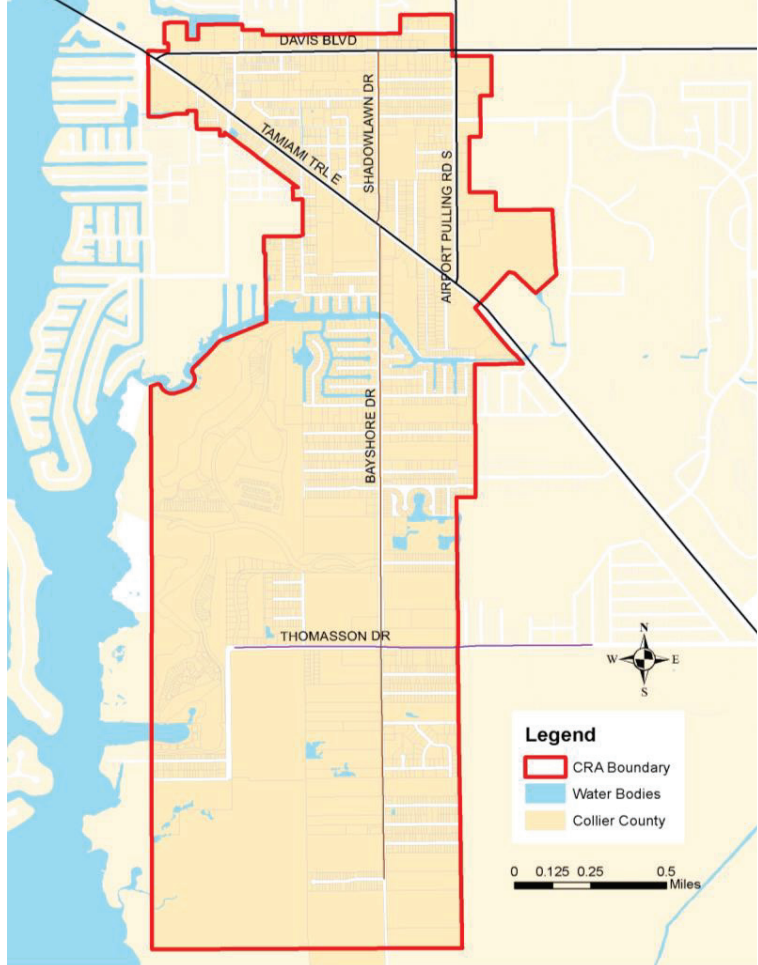 DAVIS BLVD
SHADOWLAWN DR
TAMIAMI TRL E
AIRPORT PULLING RD S
BAYSHORE DR
THOMASSON DR
N
W E
S
Legend
CRA Boundary
Water Bodies
Collier County
0 0.125 0.25 0.5
Miles